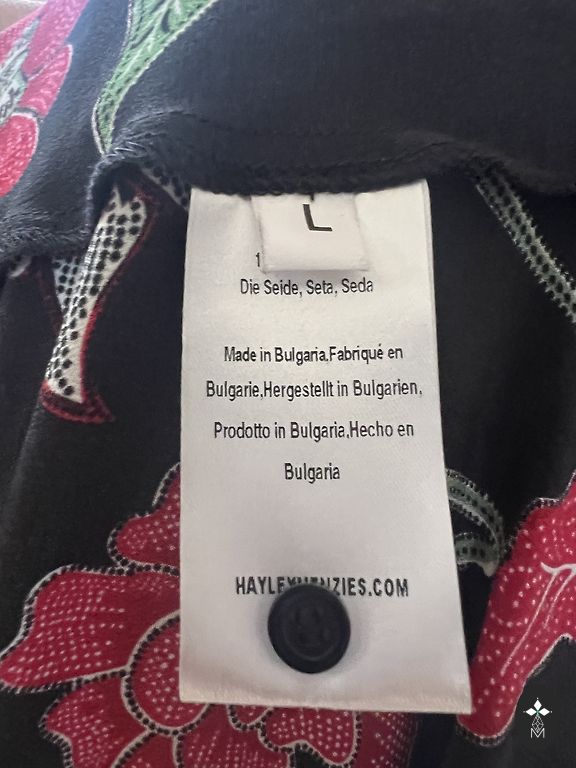 L
1
Die Seide, Seta, Seda
Made in Bulgaria,Fabriqué en
Bulgarie,Hergestellt in Bulgarien,
Prodotto in Bulgaria,Hecho en
Bulgaria
HAYLEYMENZIES.COM
M